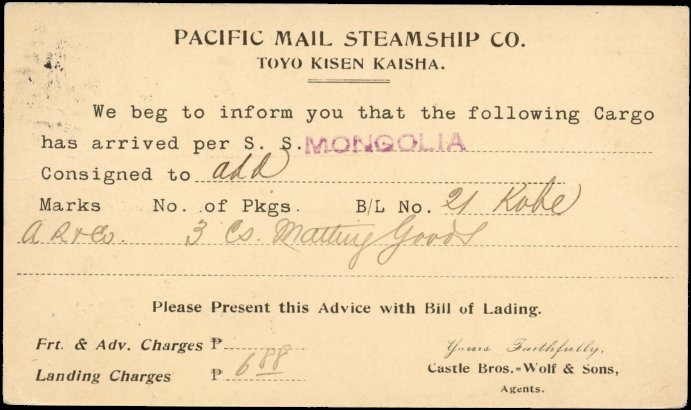 PACIFIC MAIL STEAMSHIP CO.
TOYO KISEN KAISHA.
We beg to inform you that the following Cargo
has arrived per S. S. MONGOLIA
Consigned to add
Marks No. of Pkgs. B/L No. 21 Kobe
A R & Co. 3 Cs. Matting Goods
Please Present this Advice with Bill of Lading.
Frt. & Adv. Charges ₱
Landing Charges ₱ 6 88
Yours Faithfully,
Castle Bros.=Wolf & Sons,
Agents.